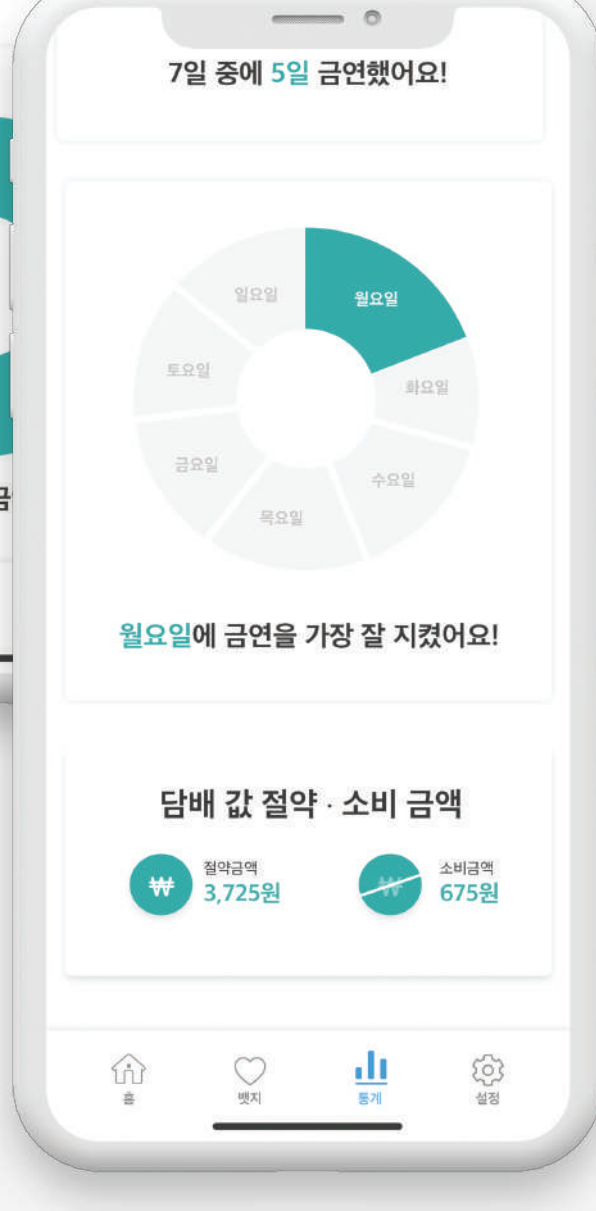 7일 중에 5일 금연했어요!
일요일
월요일
토요일
화요일
금요일
수요일
목요일
월요일에 금연을 가장 잘 지켰어요!
담배 값 절약 · 소비 금액
₩
절약금액
3,725원
₩
소비금액
675원
홈
뱃지
통계
설정